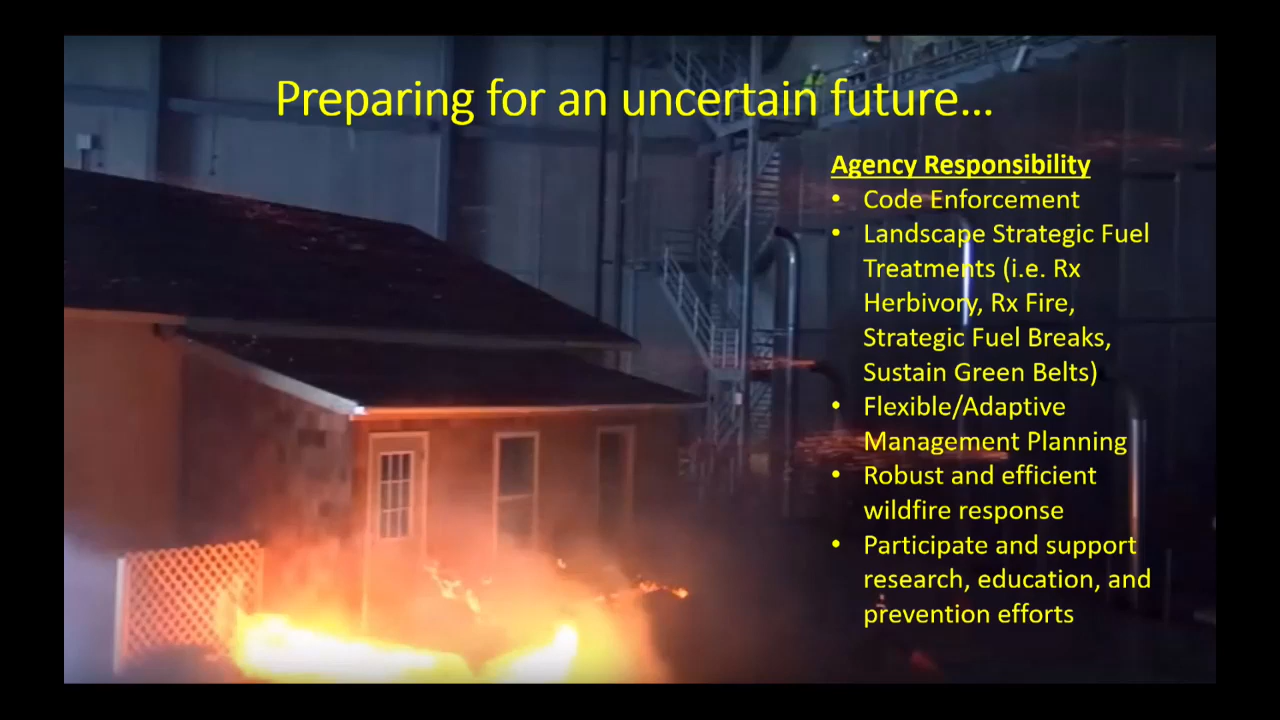 Preparing for an uncertain future…
Agency Responsibility
• Code Enforcement
• Landscape Strategic Fuel
Treatments (i.e. Rx
Herbivory, Rx Fire,
Strategic Fuel Breaks,
Sustain Green Belts)
• Flexible/Adaptive
Management Planning
• Robust and efficient
wildfire response
• Participate and support
research, education, and
prevention efforts